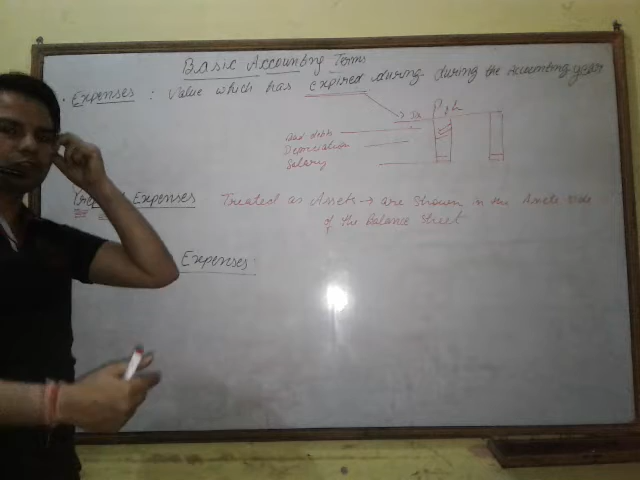 Basic Accounting Terms
Expenses : Value which has expired during during the Accounting year
P & L
Bad debts
Depreciation
Salary
Expenses Treated as Assets → are shown in the Assets side
of the Balance Sheet
Expenses: